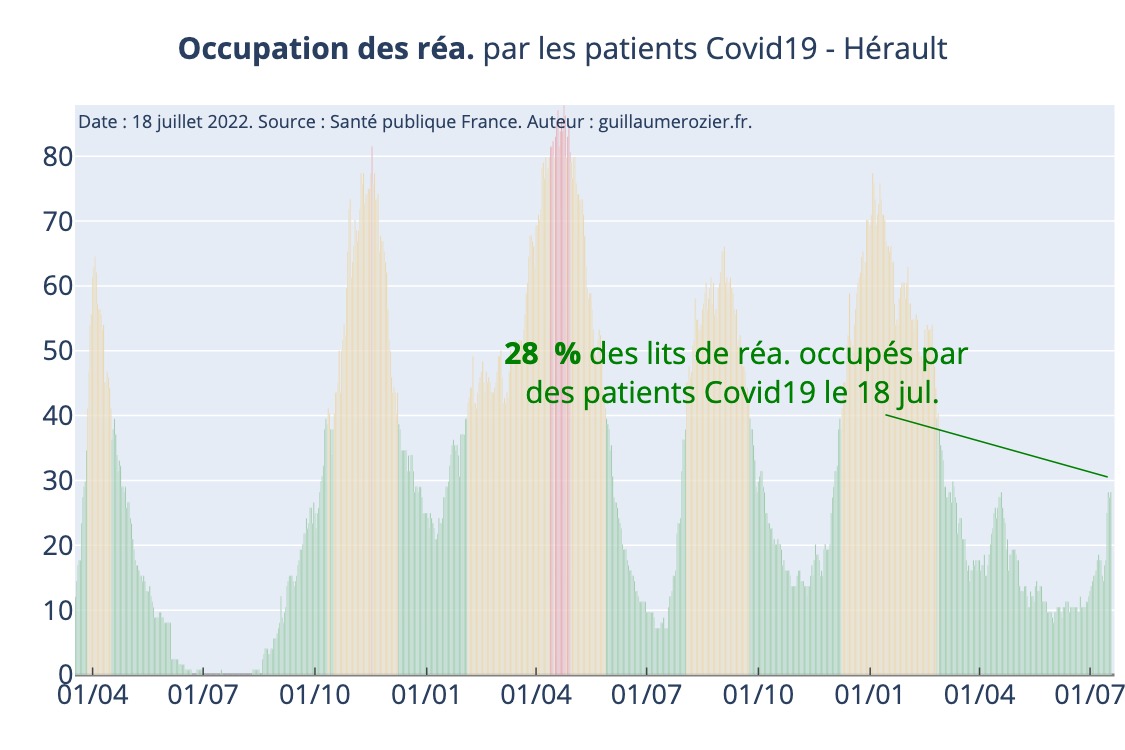 Occupation des réa. par les patients Covid19 - Hérault
Date : 18 juillet 2022. Source : Santé publique France. Auteur : guillaumerozier.fr.
80
70
60
50
40
30
20
10
0
28 % des lits de réa. occupés par
des patients Covid19 le 18 jul.
01/04 01/07 01/10 01/01 01/04 01/07 01/10 01/01 01/04 01/07